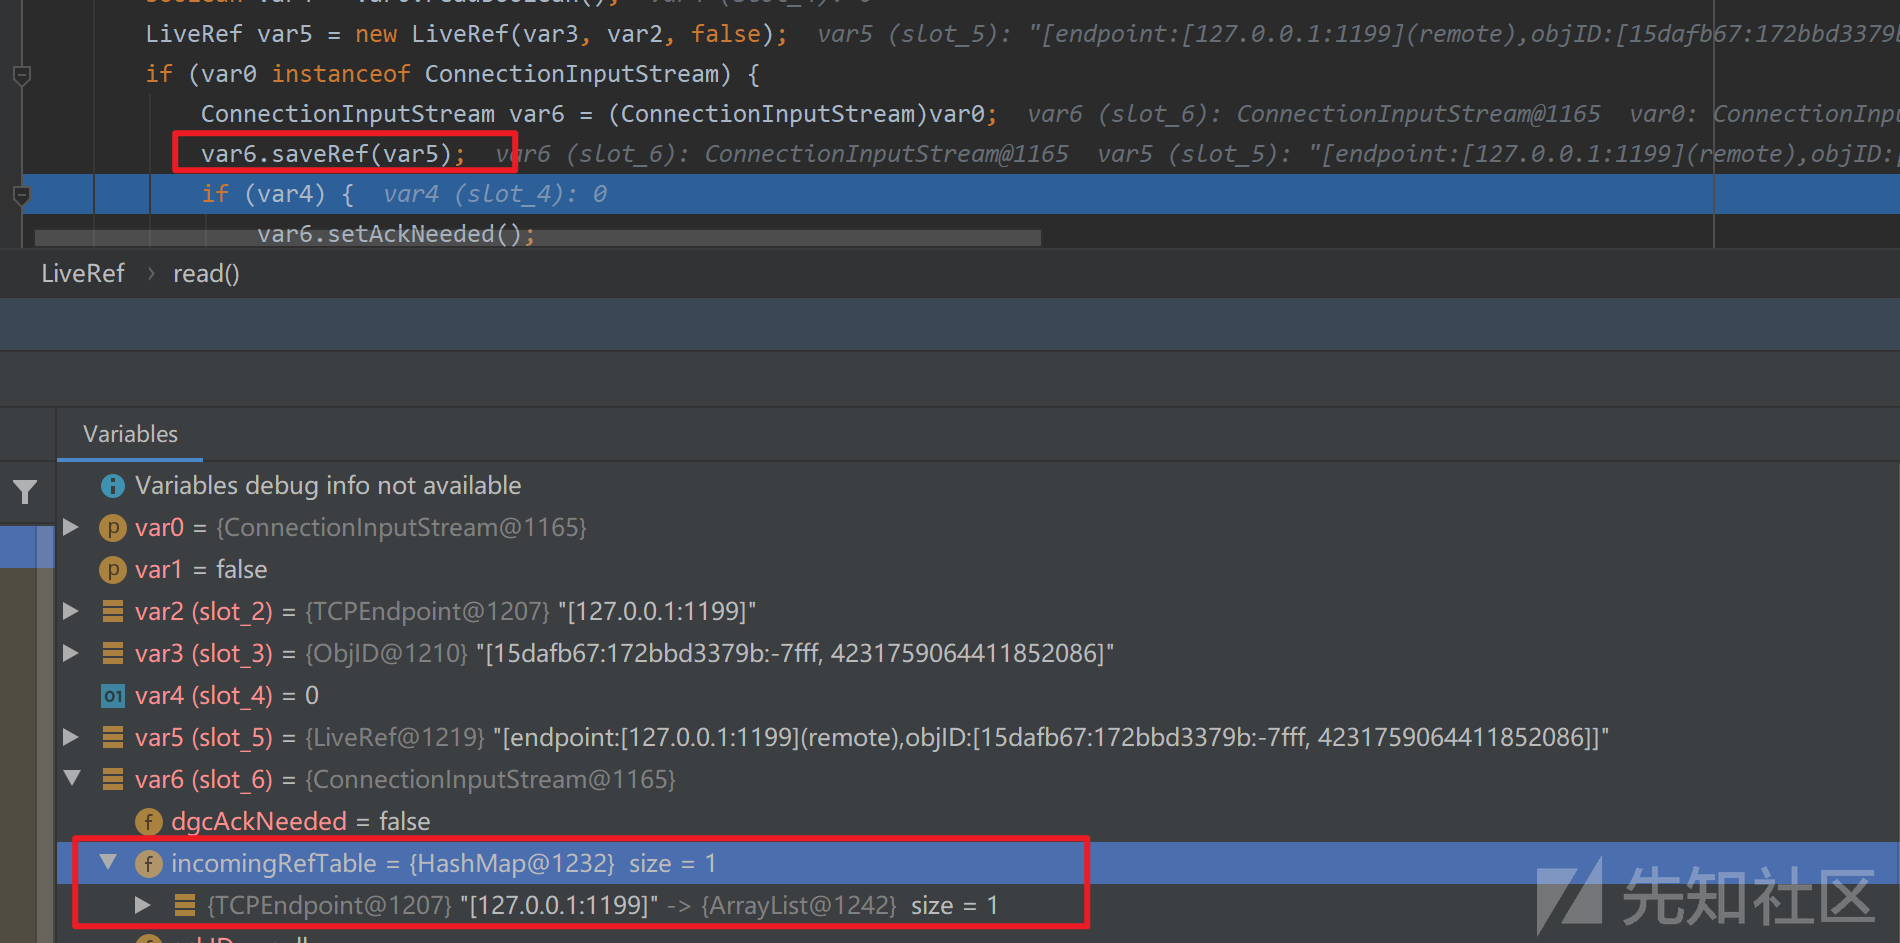 LiveRef var5 = new LiveRef(var3, var2, false); var5 (slot_5): "[endpoint:[127.0.0.1:1199](remote),objID:[15dafb67:172bbd3379b
if (var0 instanceof ConnectionInputStream) {
ConnectionInputStream var6 = (ConnectionInputStream)var0; var6 (slot_6): ConnectionInputStream@1165 var0: ConnectionInpu
var6.saveRef(var5); var6 (slot_6): ConnectionInputStream@1165 var5 (slot_5): "[endpoint:[127.0.0.1:1199](remote),objID:[
if (var4) { var4 (slot_4): 0
var6.setAckNeeded();
LiveRef › read()
Variables
Variables debug info not available
var0 = {ConnectionInputStream@1165}
var1 = false
var2 (slot_2) = {TCPEndpoint@1207} "[127.0.0.1:1199]"
var3 (slot_3) = {ObjID@1210} "[15dafb67:172bbd3379b:-7fff, 4231759064411852086]"
var4 (slot_4) = 0
var5 (slot_5) = {LiveRef@1219} "[endpoint:[127.0.0.1:1199](remote),objID:[15dafb67:172bbd3379b:-7fff, 4231759064411852086]]"
var6 (slot_6) = {ConnectionInputStream@1165}
dgcAckNeeded = false
incomingRefTable = {HashMap@1232} size = 1
{TCPEndpoint@1207} "[127.0.0.1:1199]" -> {ArrayList@1242} size = 1
先知社区